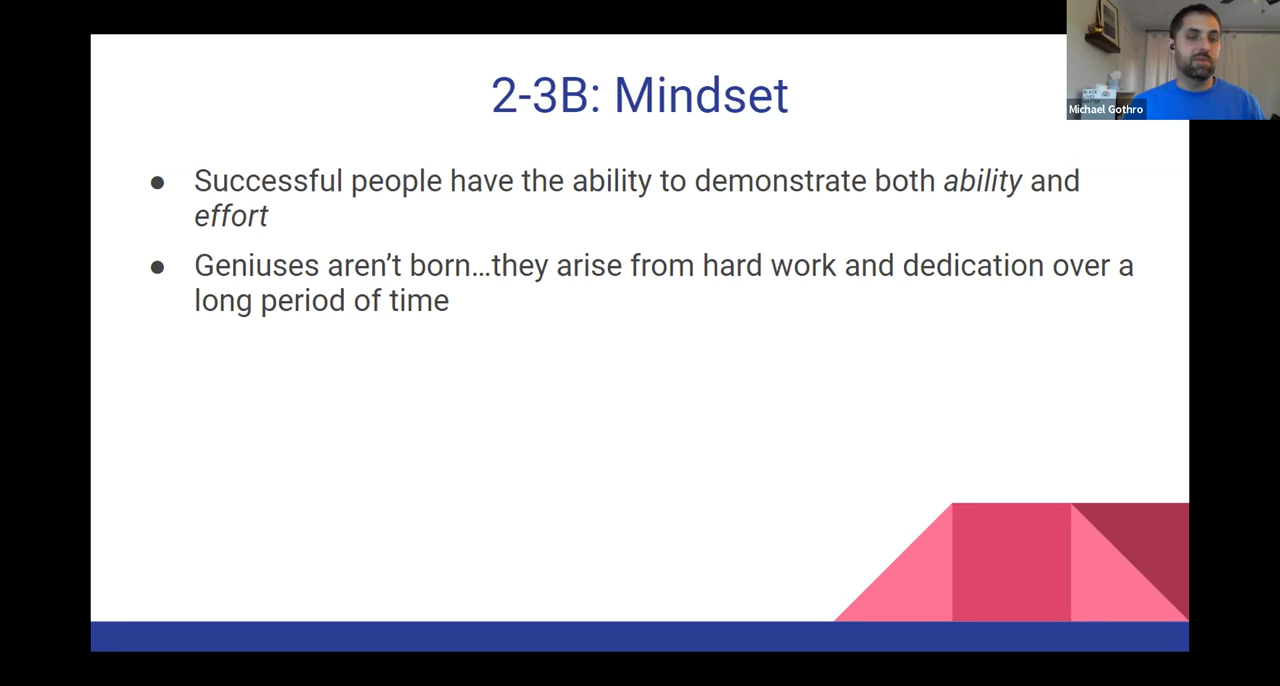 2-3B: Mindset
Michael Gothro
● Successful people have the ability to demonstrate both ability and
effort
● Geniuses aren’t born…they arise from hard work and dedication over a
long period of time